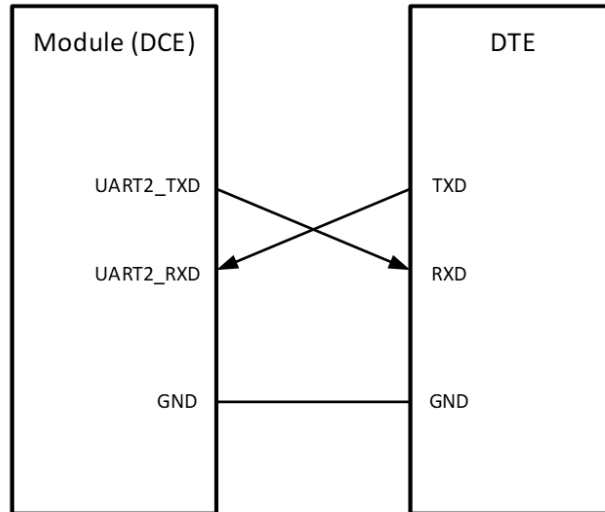 Module (DCE)
DTE
UART2_TXD
TXD
UART2_RXD
RXD
GND
GND